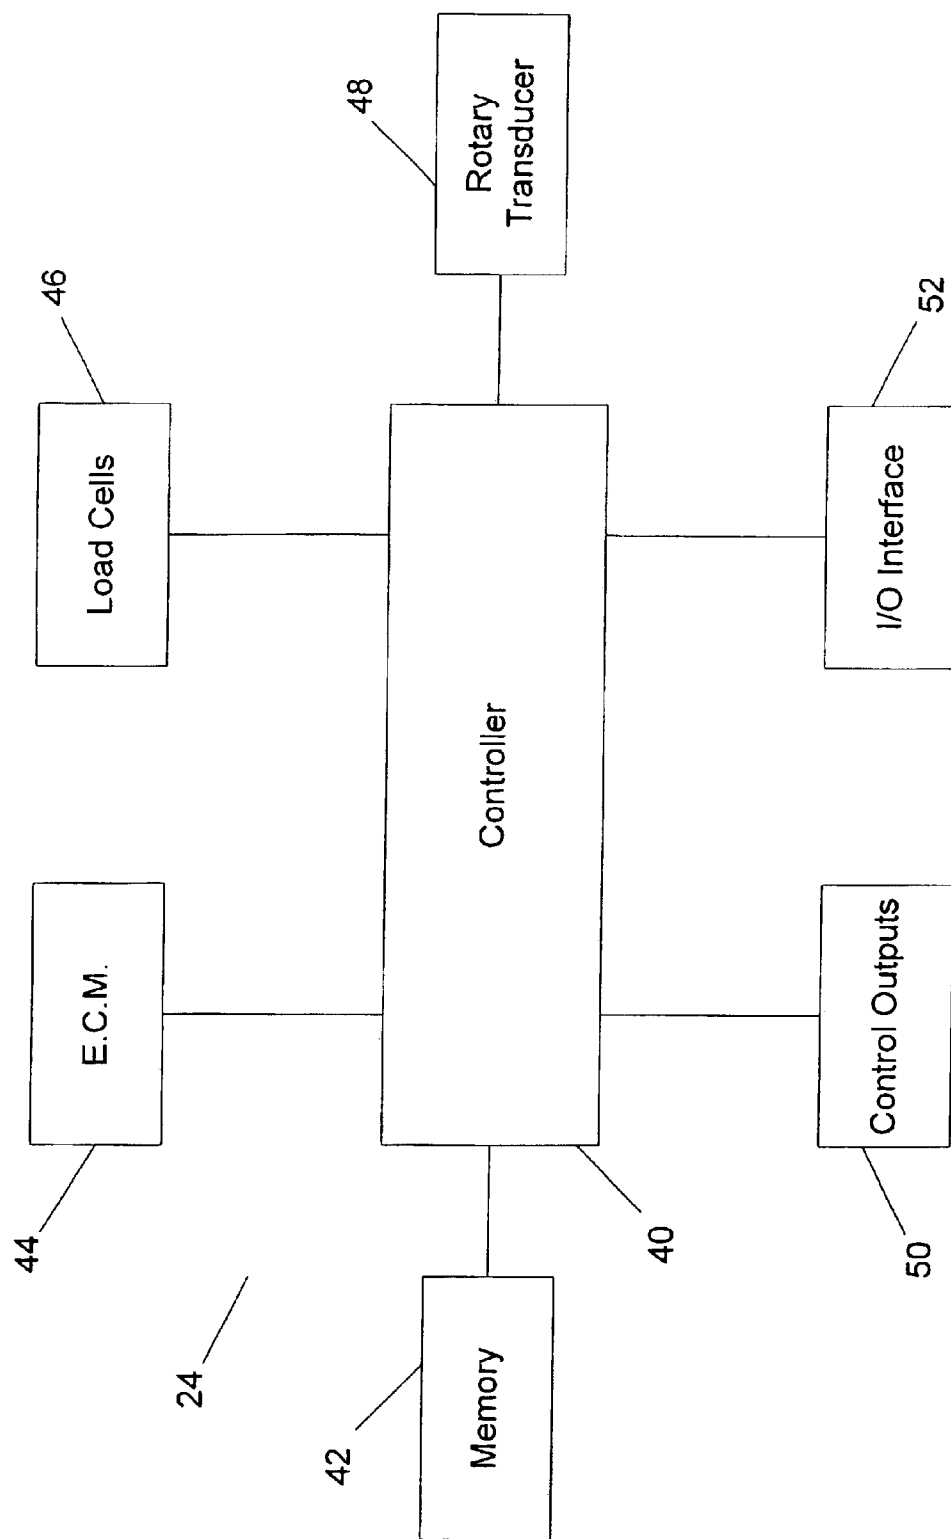 44
46
E.C.M.
Load Cells
24
42
48
Memory
Controller
Rotary
Transducer
40
Control Outputs
I/O Interface
50
52